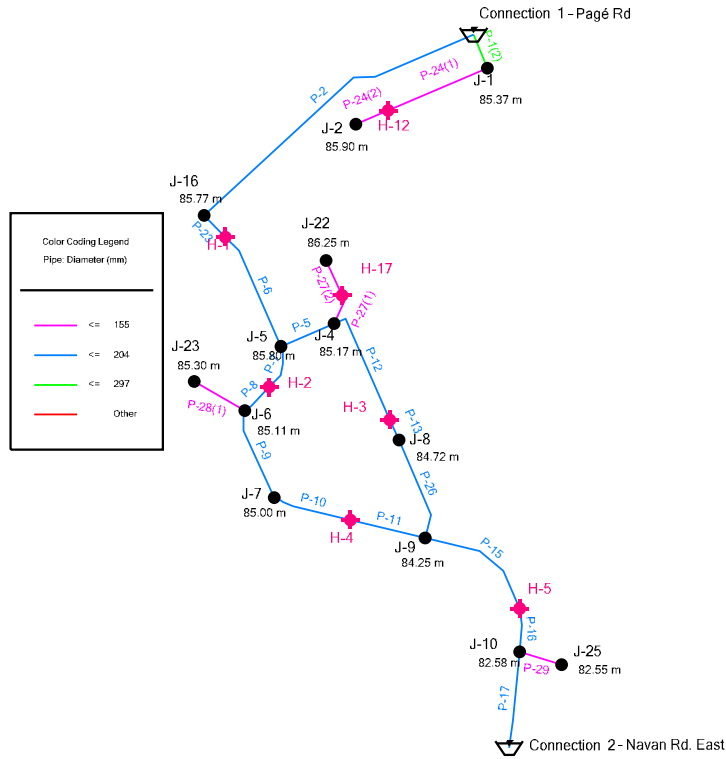 Connection 1 - Pagé Rd
P-1(2)
P-24(1)
J-1
85.37 m
P-2
P-24(2)
H-12
J-2
85.90 m
J-16
85.77 m
P-23
H-1
J-22
86.25 m
H-17
P-27(2)
P-27(1)
Color Coding Legend
Pipe: Diameter (mm)
<= 155
<= 204
<= 297
Other
P-6
P-5
J-4
85.17 m
J-5
85.80 m
P-12
J-23
85.30 m
H-2
P-8
P-28(1)
J-6
85.11 m
H-3
P-13
J-8
84.72 m
P-9
P-26
J-7
85.00 m
P-10
P-11
H-4
J-9
84.25 m
P-15
H-5
P-16
J-10
82.58 m
J-25
82.55 m
P-29
P-17
Connection 2 - Navan Rd. East